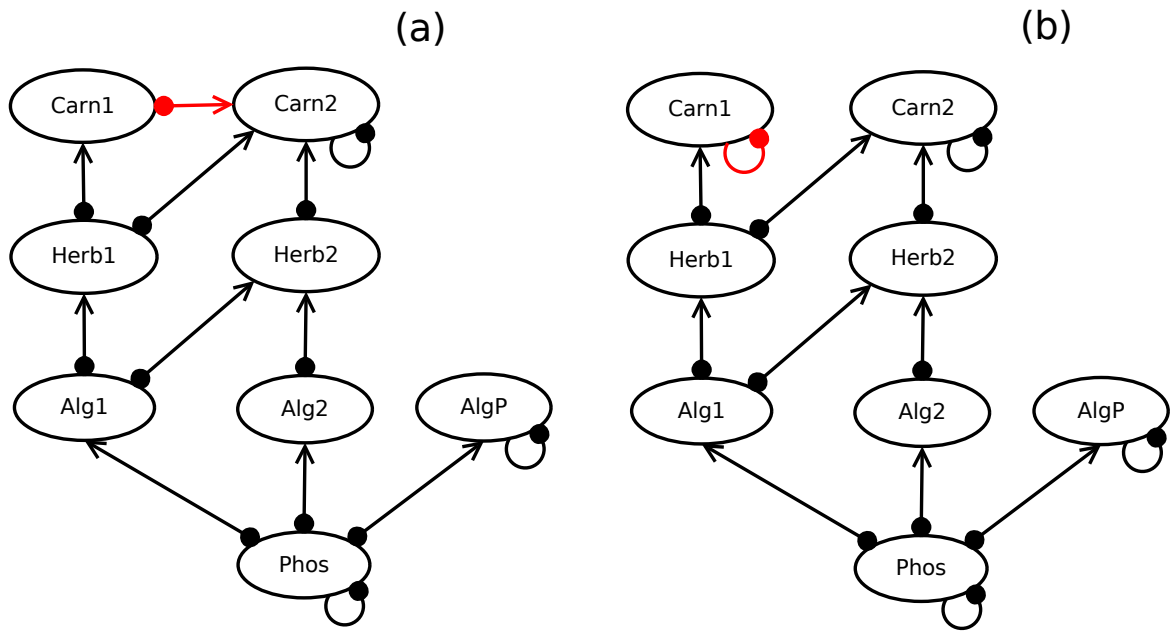 (a)
Carn1
Carn2
Herb1
Herb2
Alg1
Alg2
AlgP
Phos
(b)
Carn1
Carn2
Herb1
Herb2
Alg1
Alg2
AlgP
Phos